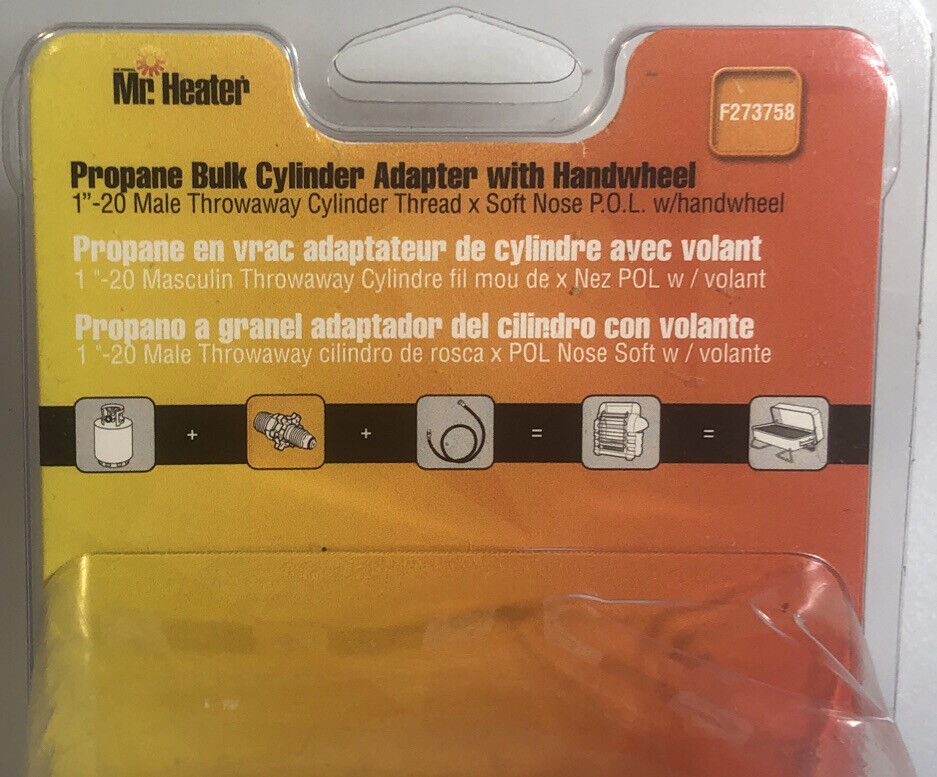 Mr. Heater
F273758
Propane Bulk Cylinder Adapter with Handwheel
1"-20 Male Throwaway Cylinder Thread x Soft Nose P.O.L. w/handwheel
Propane en vrac adaptateur de cylindre avec volant
1 "-20 Masculin Throwaway Cylindre fil mou de x Nez POL w / volant
Propano a granel adaptador del cilindro con volante
1 "-20 Male Throwaway cilindro de rosca x POL Nose Soft w / volante
+ + = =